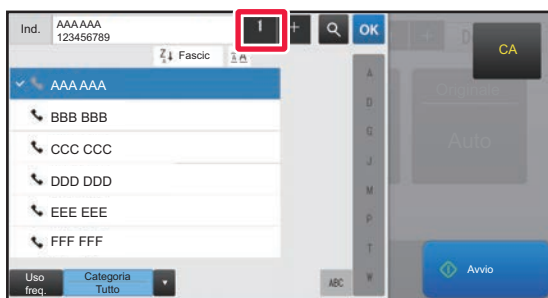 Ind.
AAA AAA
123456789
1
+
OK
CA
Fascic
AAA AAA
BBB BBB
CCC CCC
DDD DDD
EEE EEE
FFF FFF
A
D
G
J
M
P
T
W
Originale
Auto
Uso
freq.
Categoria
Tutto
ABC
Avvio